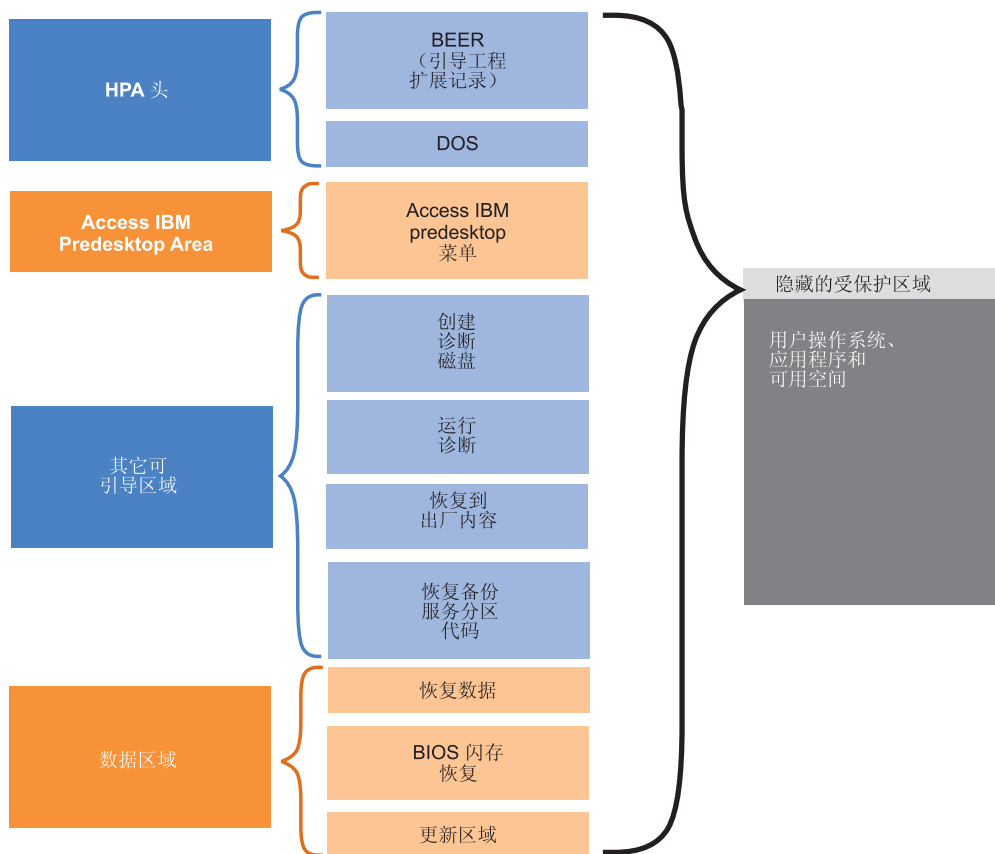 HPA 头
BEER
（引导工程
扩展记录）
DOS
Access IBM
Predesktop Area
Access IBM
predesktop
菜单
其它可
引导区域
创建
诊断
磁盘
运行
诊断
恢复到
出厂内容
恢复备份
服务分区
代码
数据区域
恢复数据
BIOS 闪存
恢复
更新区域
隐藏的受保护区域
用户操作系统、
应用程序和
可用空间